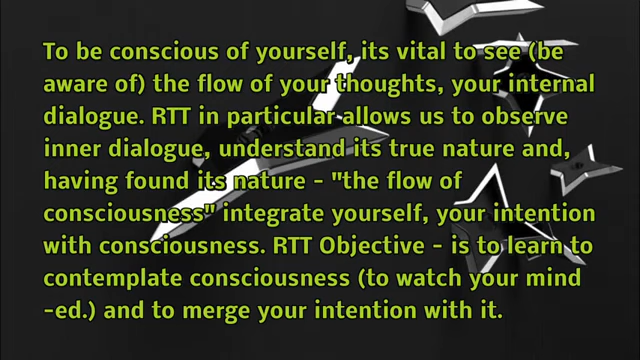 To be conscious of yourself, its vital to see (be
aware of) the flow of your thoughts, your internal
dialogue. RTT in particular allows us to observe
inner dialogue, understand its true nature and,
having found its nature - "the flow of
consciousness" integrate yourself, your intention
with consciousness. RTT Objective - is to learn to
contemplate consciousness (to watch your mind
-ed.) and to merge your intention with it.